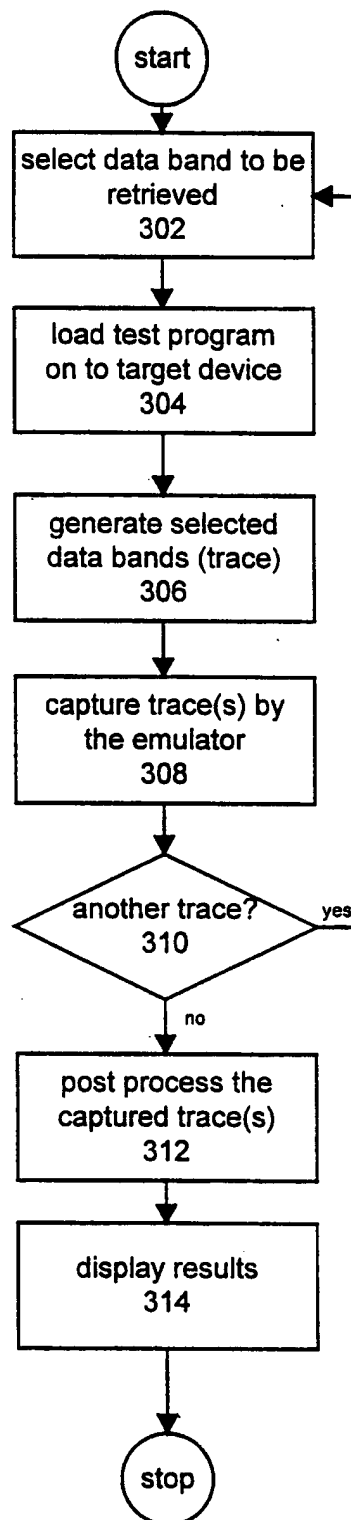 start
select data band to be
retrieved
302
load test program
on to target device
304
generate selected
data bands (trace)
306
capture trace(s) by
the emulator
308
another trace?
310
yes
no
post process the
captured trace(s)
312
display results
314
stop